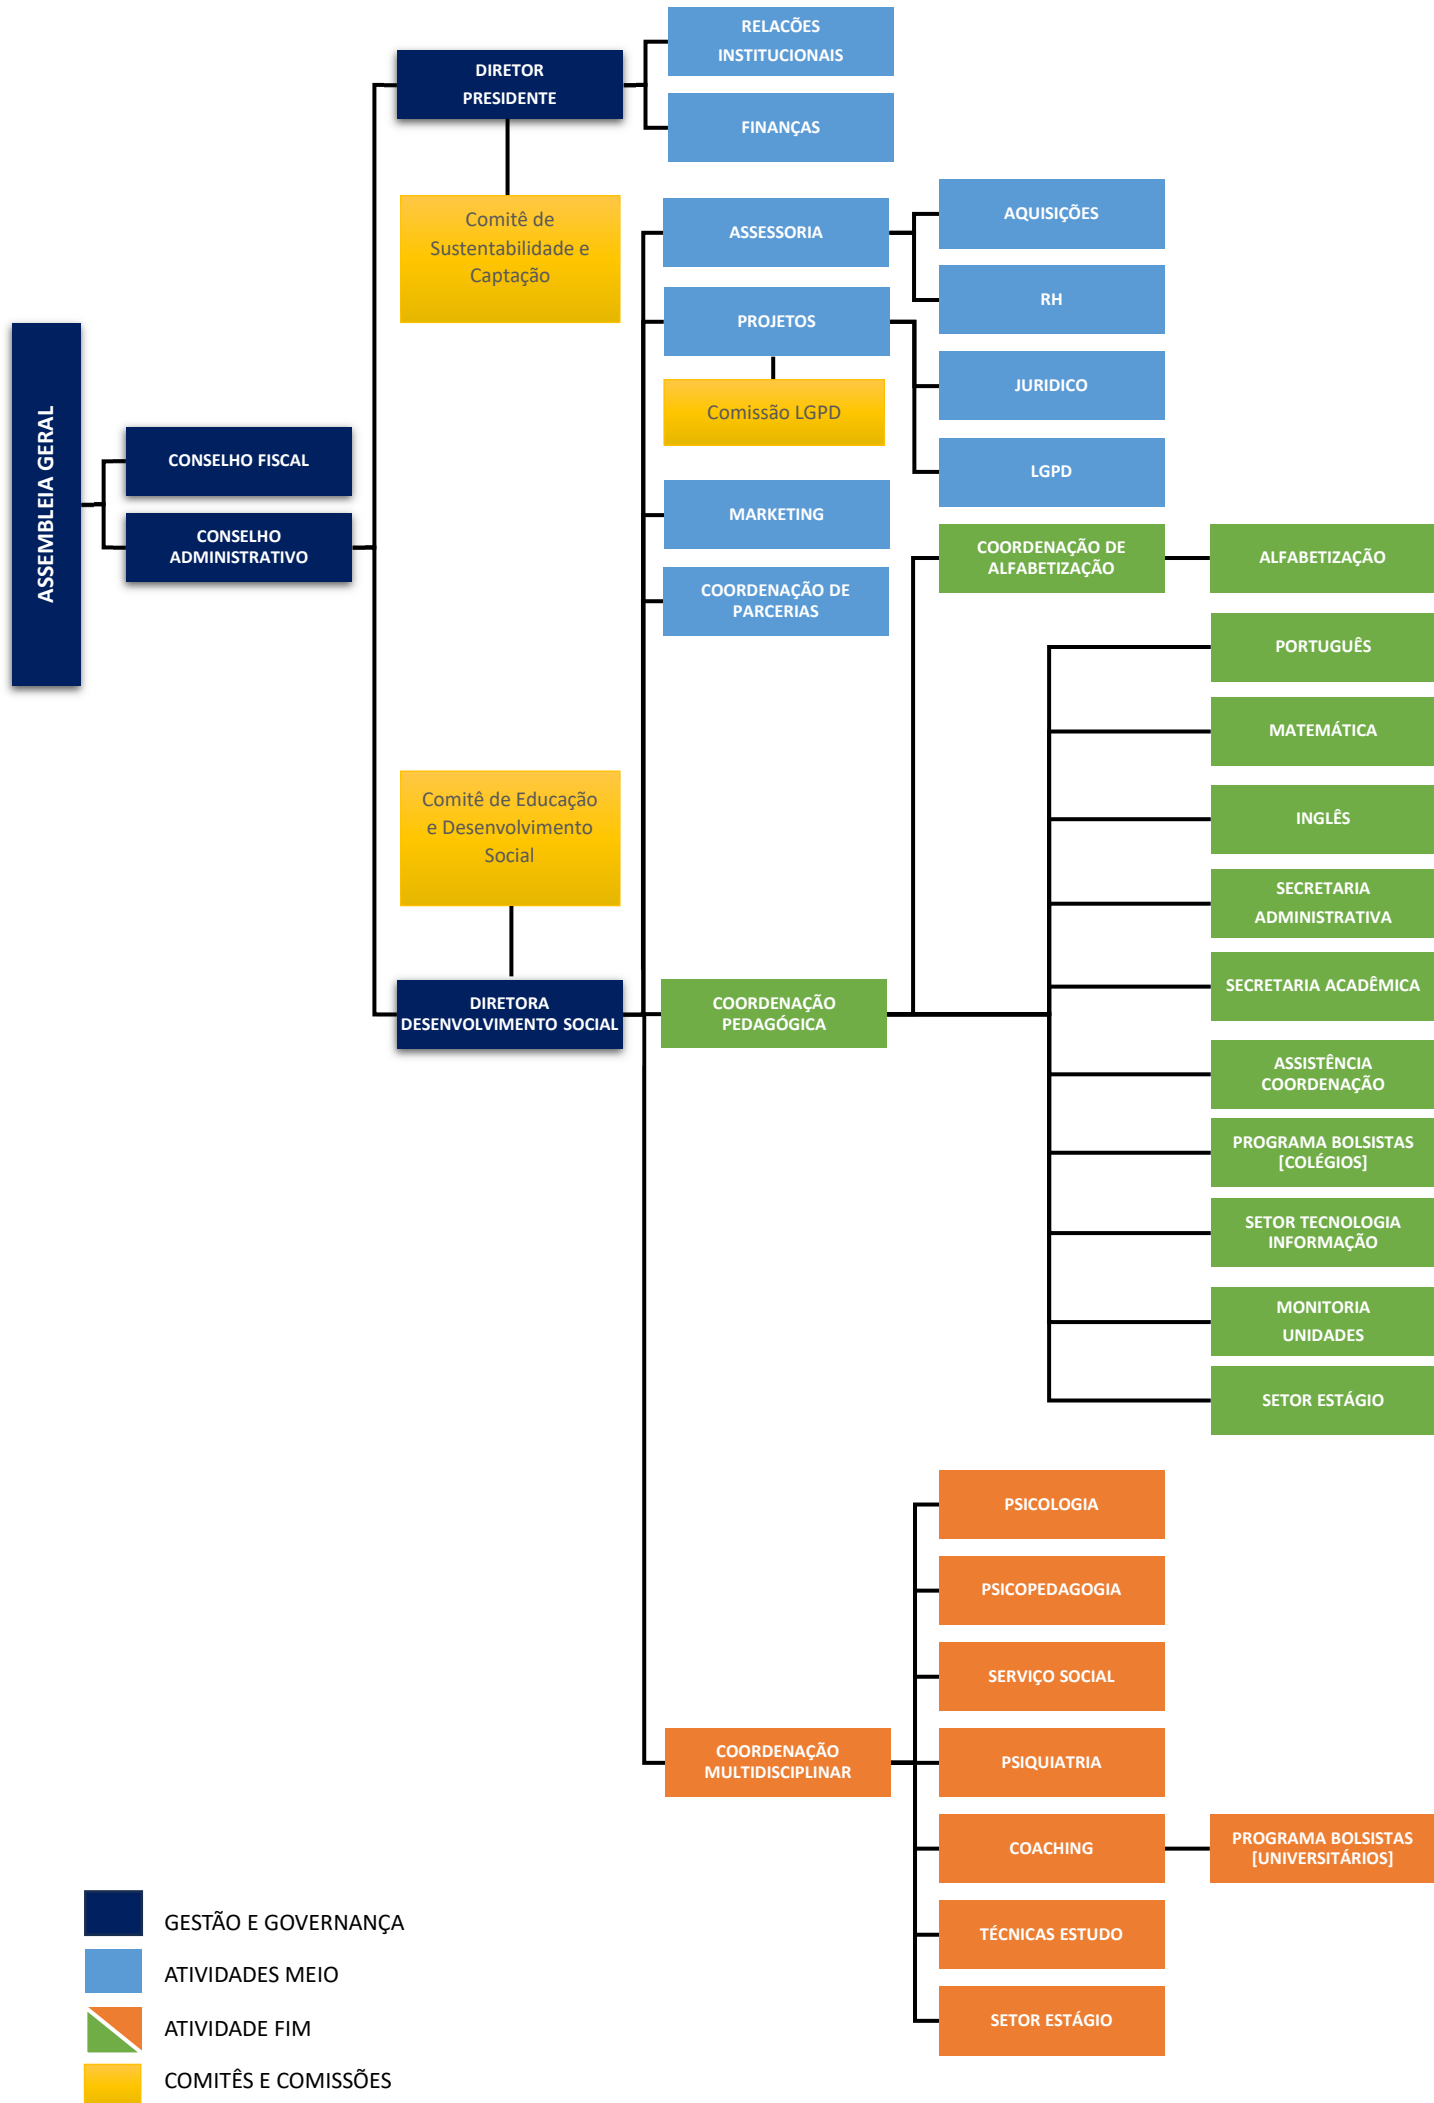 RELACÕES
INSTITUCIONAIS
DIRETOR
PRESIDENTE
FINANÇAS
Comitê de
Sustentabilidade e
Captação
ASSESSORIA
AQUISIÇÕES
RH
PROJETOS
Comissão LGPD
JURIDICO
LGPD
ASSEMBLEIA GERAL
CONSELHO FISCAL
CONSELHO
ADMINISTRATIVO
MARKETING
COORDENAÇÃO DE
PARCERIAS
COORDENAÇÃO DE
ALFABETIZAÇÃO
ALFABETIZAÇÃO
PORTUGUÊS
MATEMÁTICA
INGLÊS
SECRETARIA
ADMINISTRATIVA
SECRETARIA ACADÊMICA
Comitê de Educação
e Desenvolvimento
Social
DIRETORA
DESENVOLVIMENTO SOCIAL
COORDENAÇÃO
PEDAGÓGICA
ASSISTÊNCIA
COORDENAÇÃO
PROGRAMA BOLSISTAS
[COLÉGIOS]
SETOR TECNOLOGIA
INFORMAÇÃO
MONITORIA
UNIDADES
SETOR ESTÁGIO
PSICOLOGIA
PSICOPEDAGOGIA
SERVIÇO SOCIAL
COORDENAÇÃO
MULTIDISCIPLINAR
PSIQUIATRIA
COACHING
PROGRAMA BOLSISTAS
[UNIVERSITÁRIOS]
TÉCNICAS ESTUDO
SETOR ESTÁGIO
GESTÃO E GOVERNANÇA
ATIVIDADES MEIO
ATIVIDADE FIM
COMITÊS E COMISSÕES